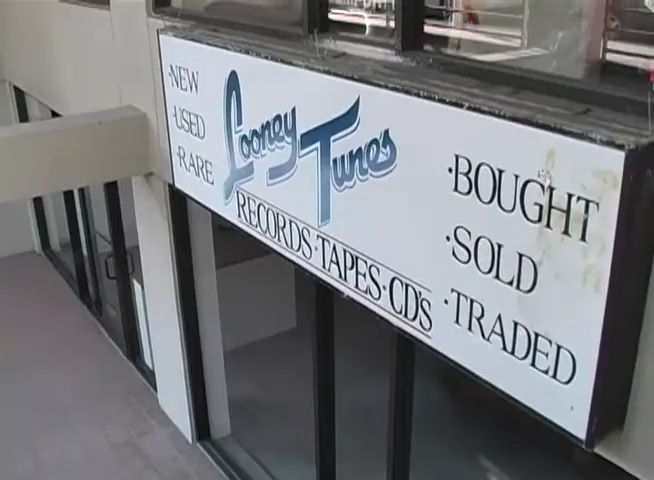 ·NEW
·USED
·RARE
Looney Tunes
RECORDS·TAPES·CD'S
·BOUGHT
·SOLD
·TRADED